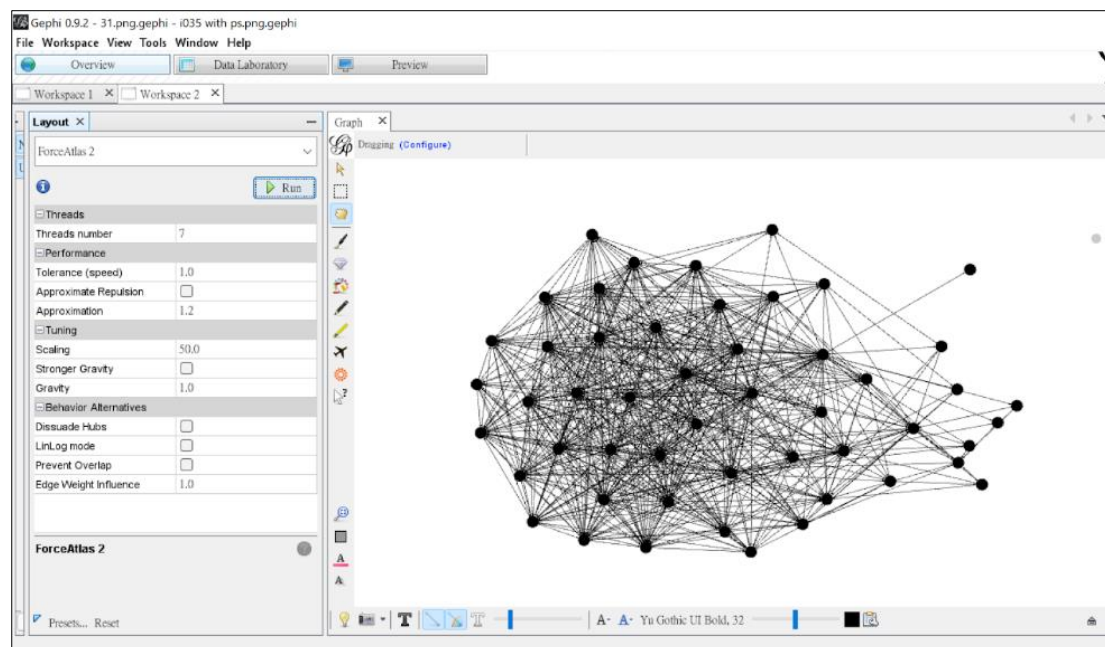 Gephi 0.9.2 - 31.png.gephi - i035 with ps.png.gephi
File Workspace View Tools Window Help
Overview Data Laboratory Preview
Workspace 1 X Workspace 2 X
Layout X
Graph X
ForceAtlas 2
Dragging (Configure)
Run
Threads
Threads number 7
Performance
Tolerance (speed) 1.0
Approximate Repulsion
Approximation 1.2
Tuning
Scaling 50.0
Stronger Gravity
Gravity 1.0
Behavior Alternatives
Dissuade Hubs
LinLog mode
Prevent Overlap
Edge Weight Influence 1.0
ForceAtlas 2
Presets... Reset
T T A- A- Yu Gothic UI Bold, 32